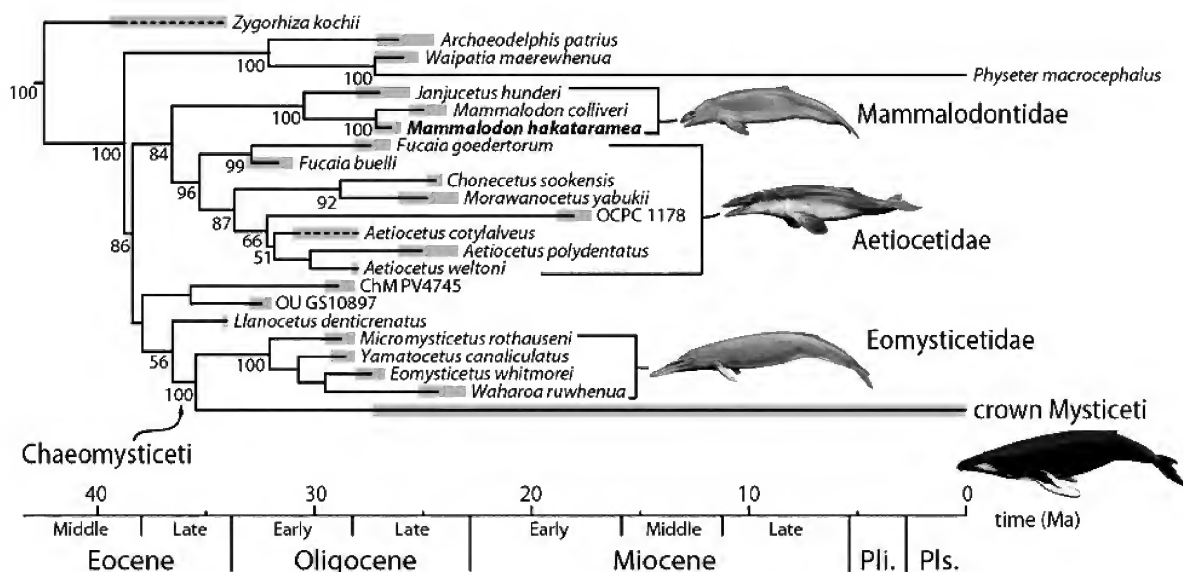 Zygorhiza kochii
Archaeodelphis patrius
Waipatia maerewhenua
100
100
Physeter macrocephalus
100
Janjucetus hunderi
Mammalodon colliveri
Mammalodontidae
100
Mammalodon hakataramea
100
84
Fucaia goedertorum
99
Fucaia buelli
96
Chonecetus sookensis
92
Morawanocetus yabukii
87
OCPC 1178
66
Aetiocetus cotylalveus
Aetiocetidae
86
51
Aetiocetus polydentatus
Aetiocetus weltoni
ChM PV4745
OU GS10897
Llanocetus denticrenatus
Micromysticetus rothauseni
Eomysticetidae
56
100
Yamatocetus canaliculatus
Eomysticetus whitmorei
100
Waharoa ruwhenua
crown Mysticeti
Chaeomysticeti
40 30 20 10 0
time (Ma)
Middle Late Early Late Early Middle Late
Eocene Oligocene Miocene Pli. Pls.